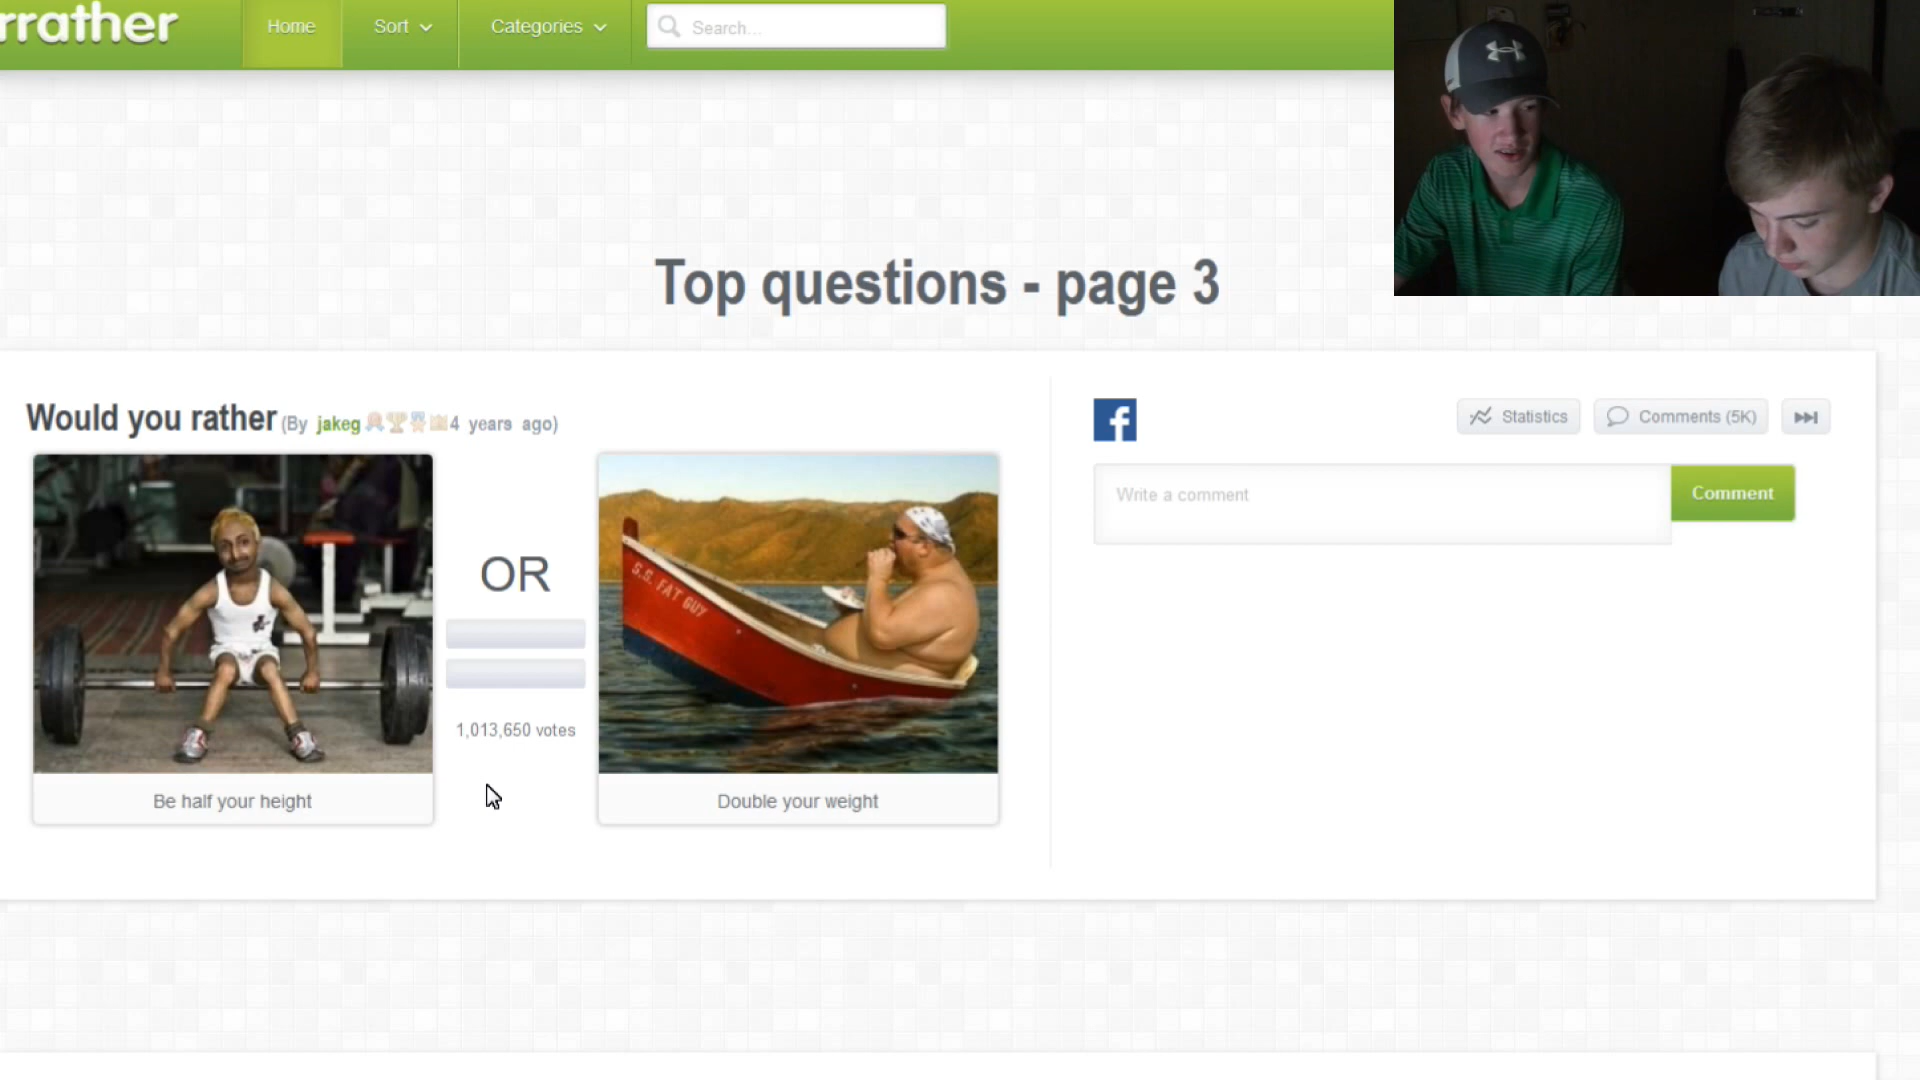 rrather
Home
Sort
Categories
Search...
Top questions - page 3
Would you rather (By jakeg 4 years ago)
Statistics
Comments (5K)
Write a comment
Comment
S.S. FAT GUY
OR
1,013,650 votes
Be half your height
Double your weight